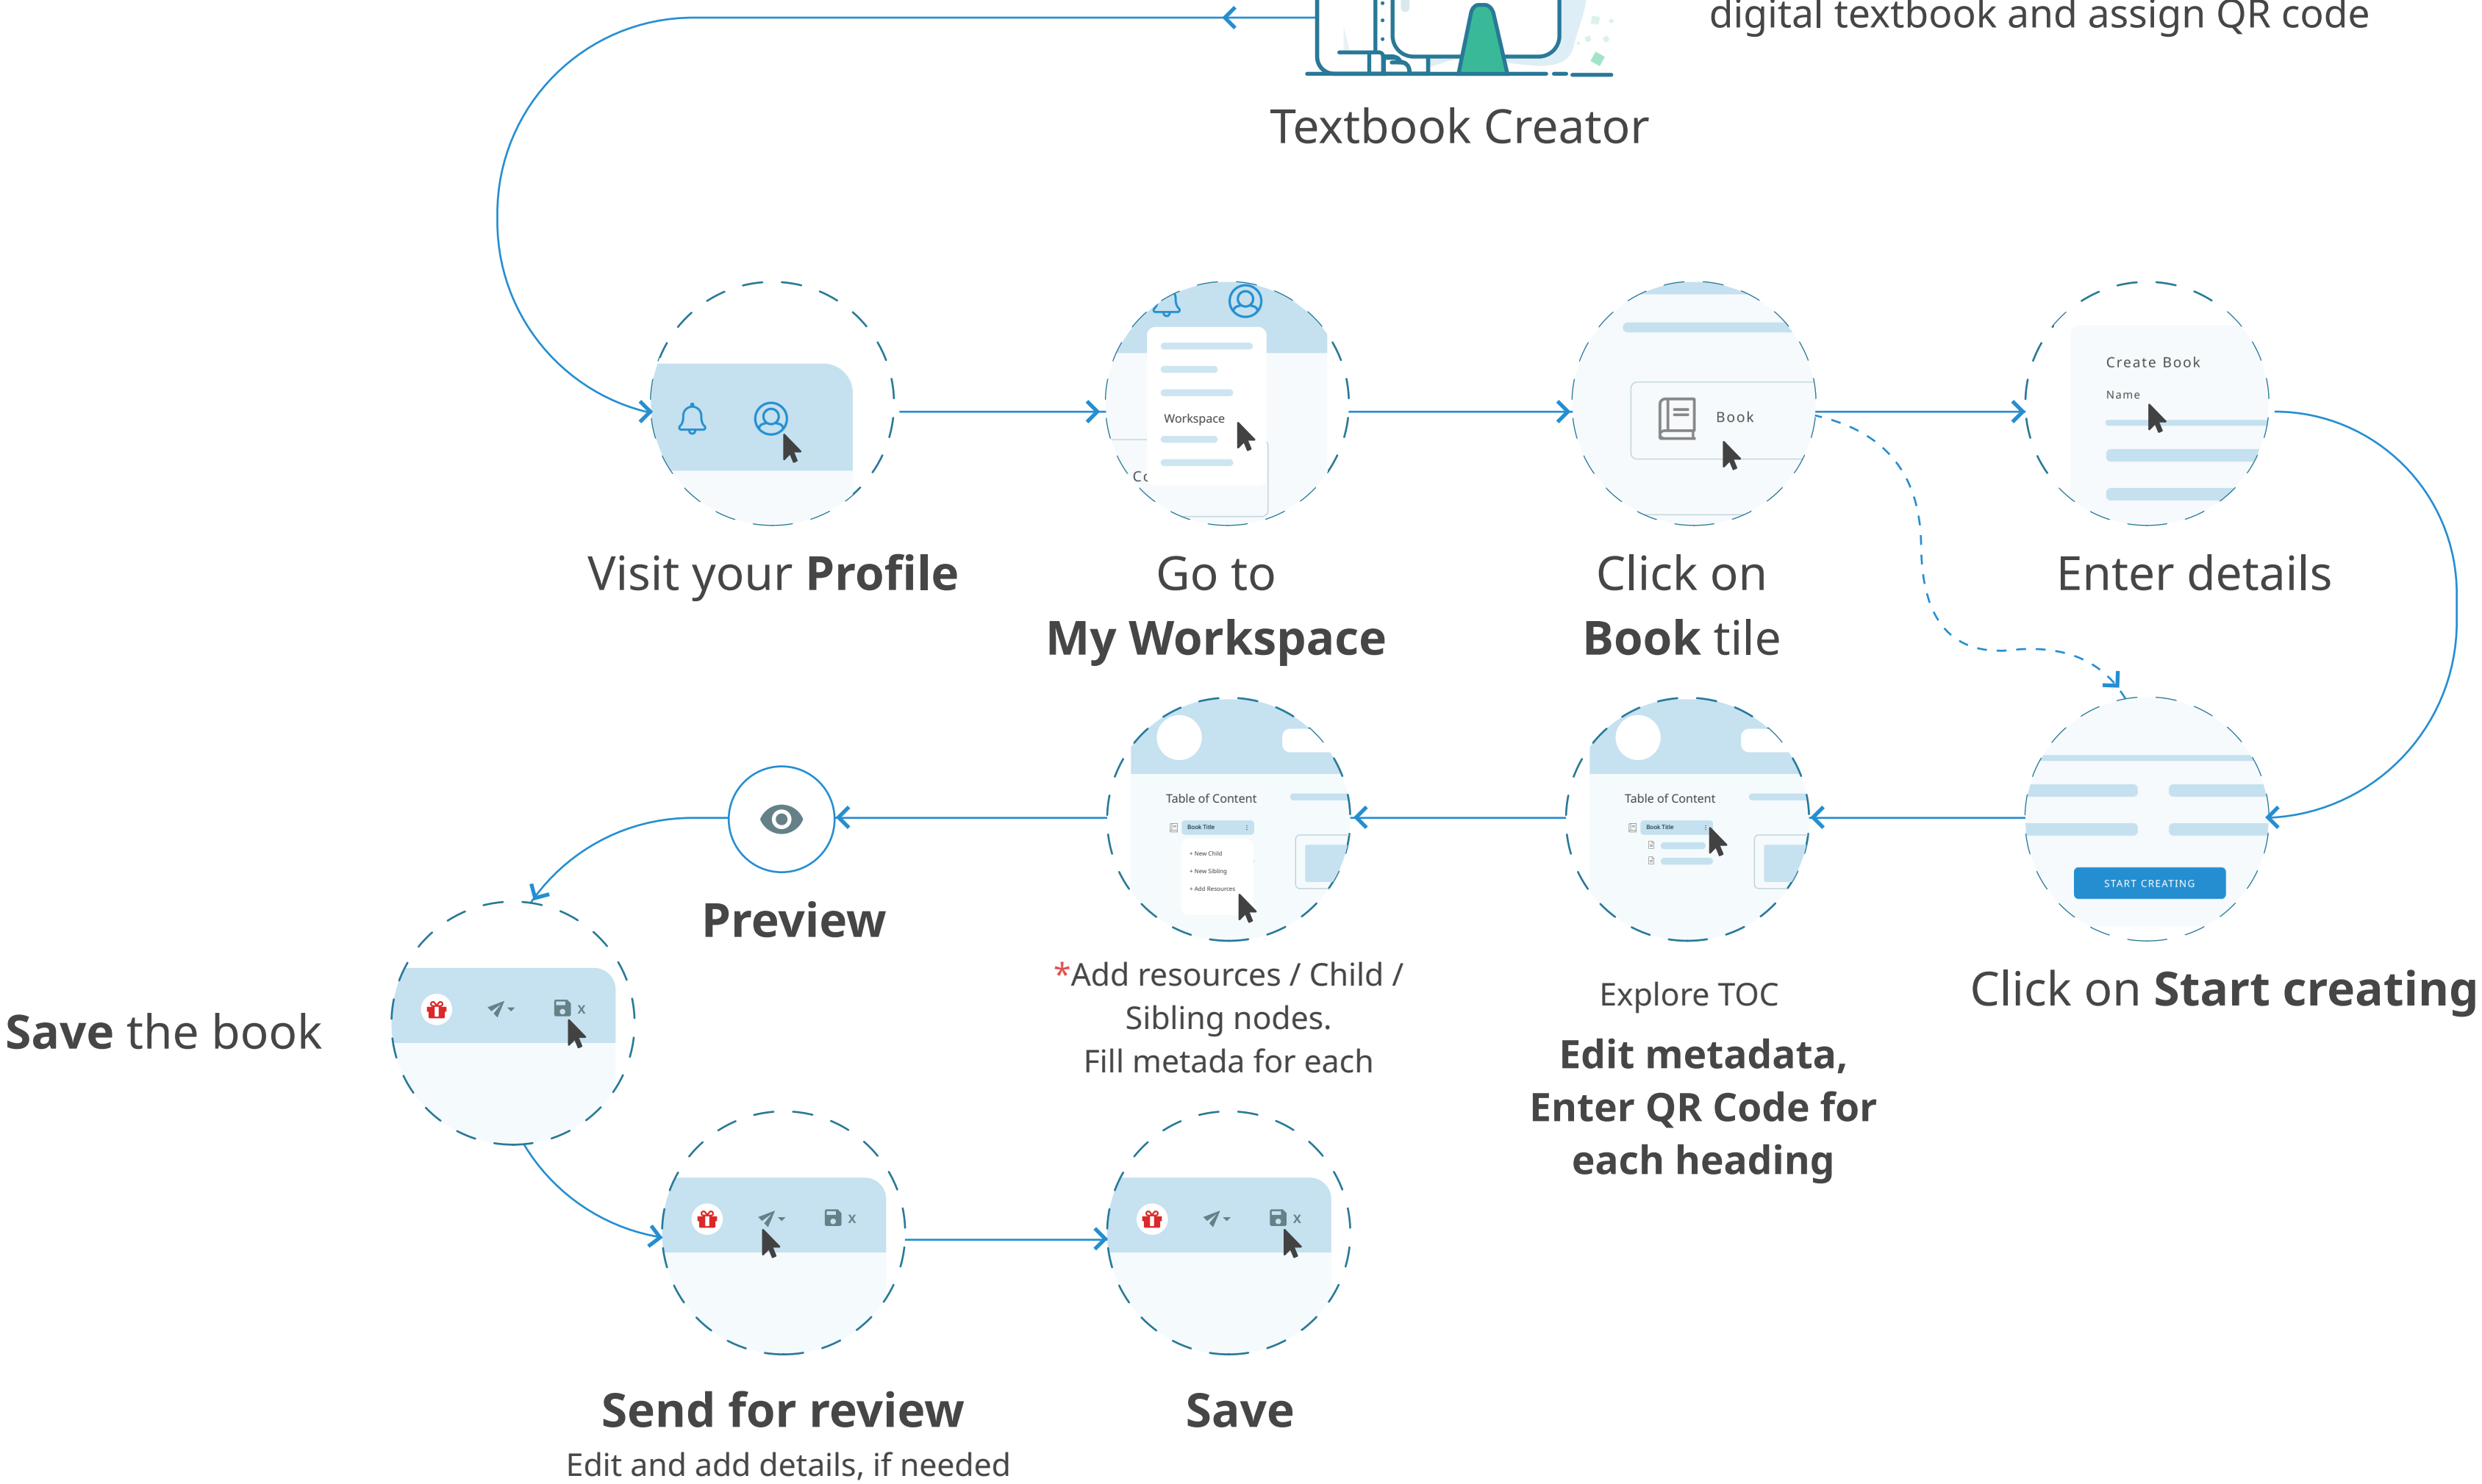 digital textbook and assign QR code
Textbook Creator
Workspace
Co
Book
Create Book
Name
Visit your Profile
Go to
My Workspace
Click on
Book tile
Enter details
Table of Content
Book Title
+ New Child
+ New Sibling
+ Add Resources
Table of Content
Book Title
START CREATING
Preview
*Add resources / Child /
Sibling nodes.
Fill metada for each
Explore TOC
Edit metadata,
Enter QR Code for
each heading
Click on Start creating
Save the book
X
X
X
Send for review
Edit and add details, if needed
Save